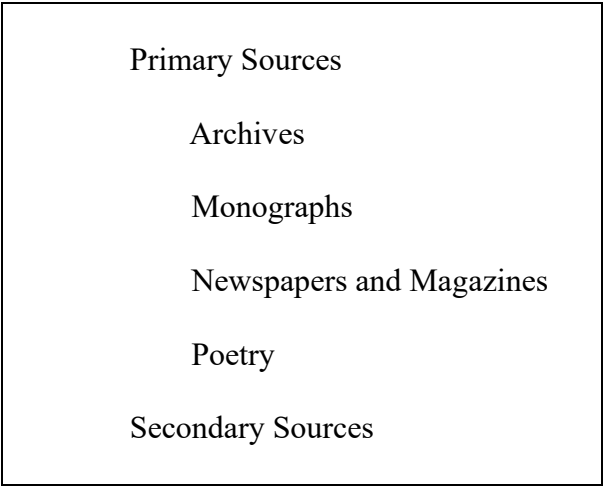 Primary Sources
Archives
Monographs
Newspapers and Magazines
Poetry
Secondary Sources